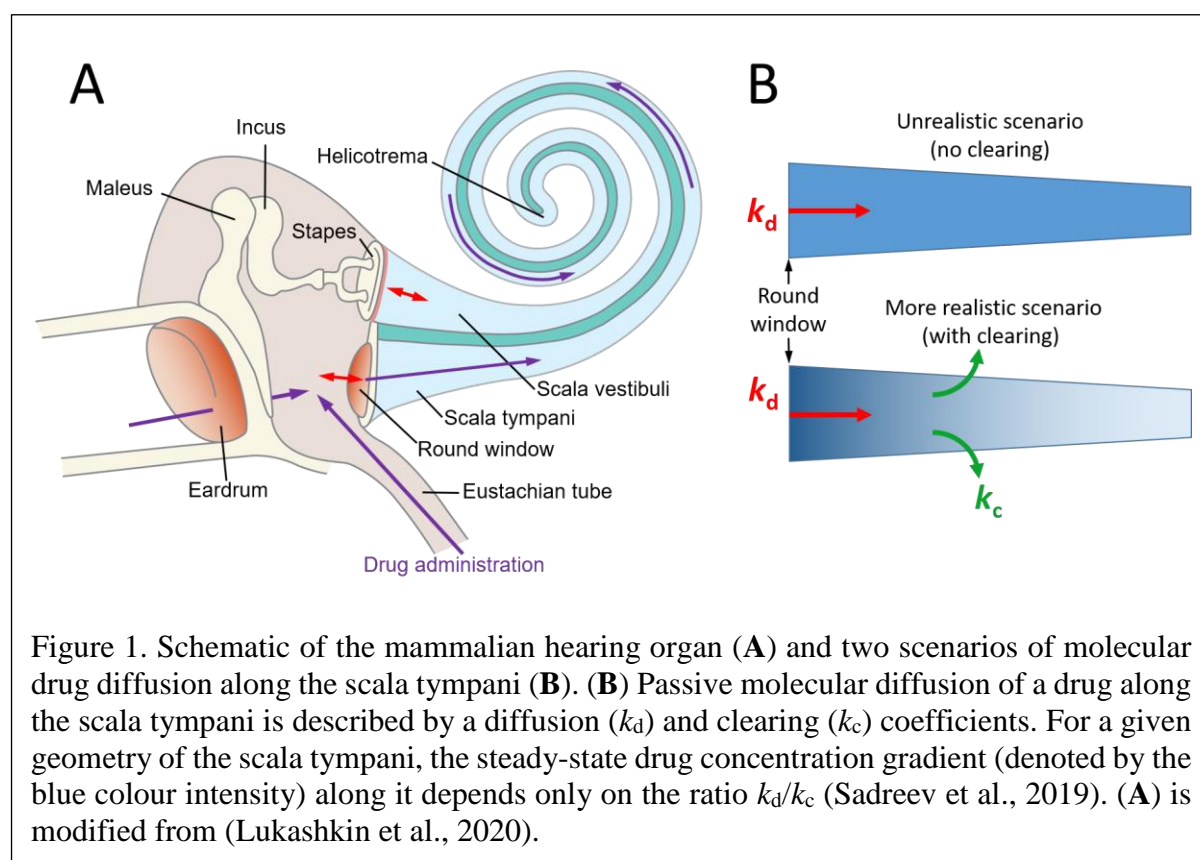 A
Incus
Helicotrema
Maleus
Stapes
Scala vestibuli
Scala tympani
Round window
Eardrum
Eustachian tube
Drug administration
B
Unrealistic scenario
(no clearing)
kd
Round
window
More realistic scenario
(with clearing)
kd
kc
Figure 1. Schematic of the mammalian hearing organ (A) and two scenarios of molecular
drug diffusion along the scala tympani (B). (B) Passive molecular diffusion of a drug along
the scala tympani is described by a diffusion (kd) and clearing (kc) coefficients. For a given
geometry of the scala tympani, the steady-state drug concentration gradient (denoted by the
blue colour intensity) along it depends only on the ratio kd/kc (Sadreev et al., 2019). (A) is
modified from (Lukashkin et al., 2020).